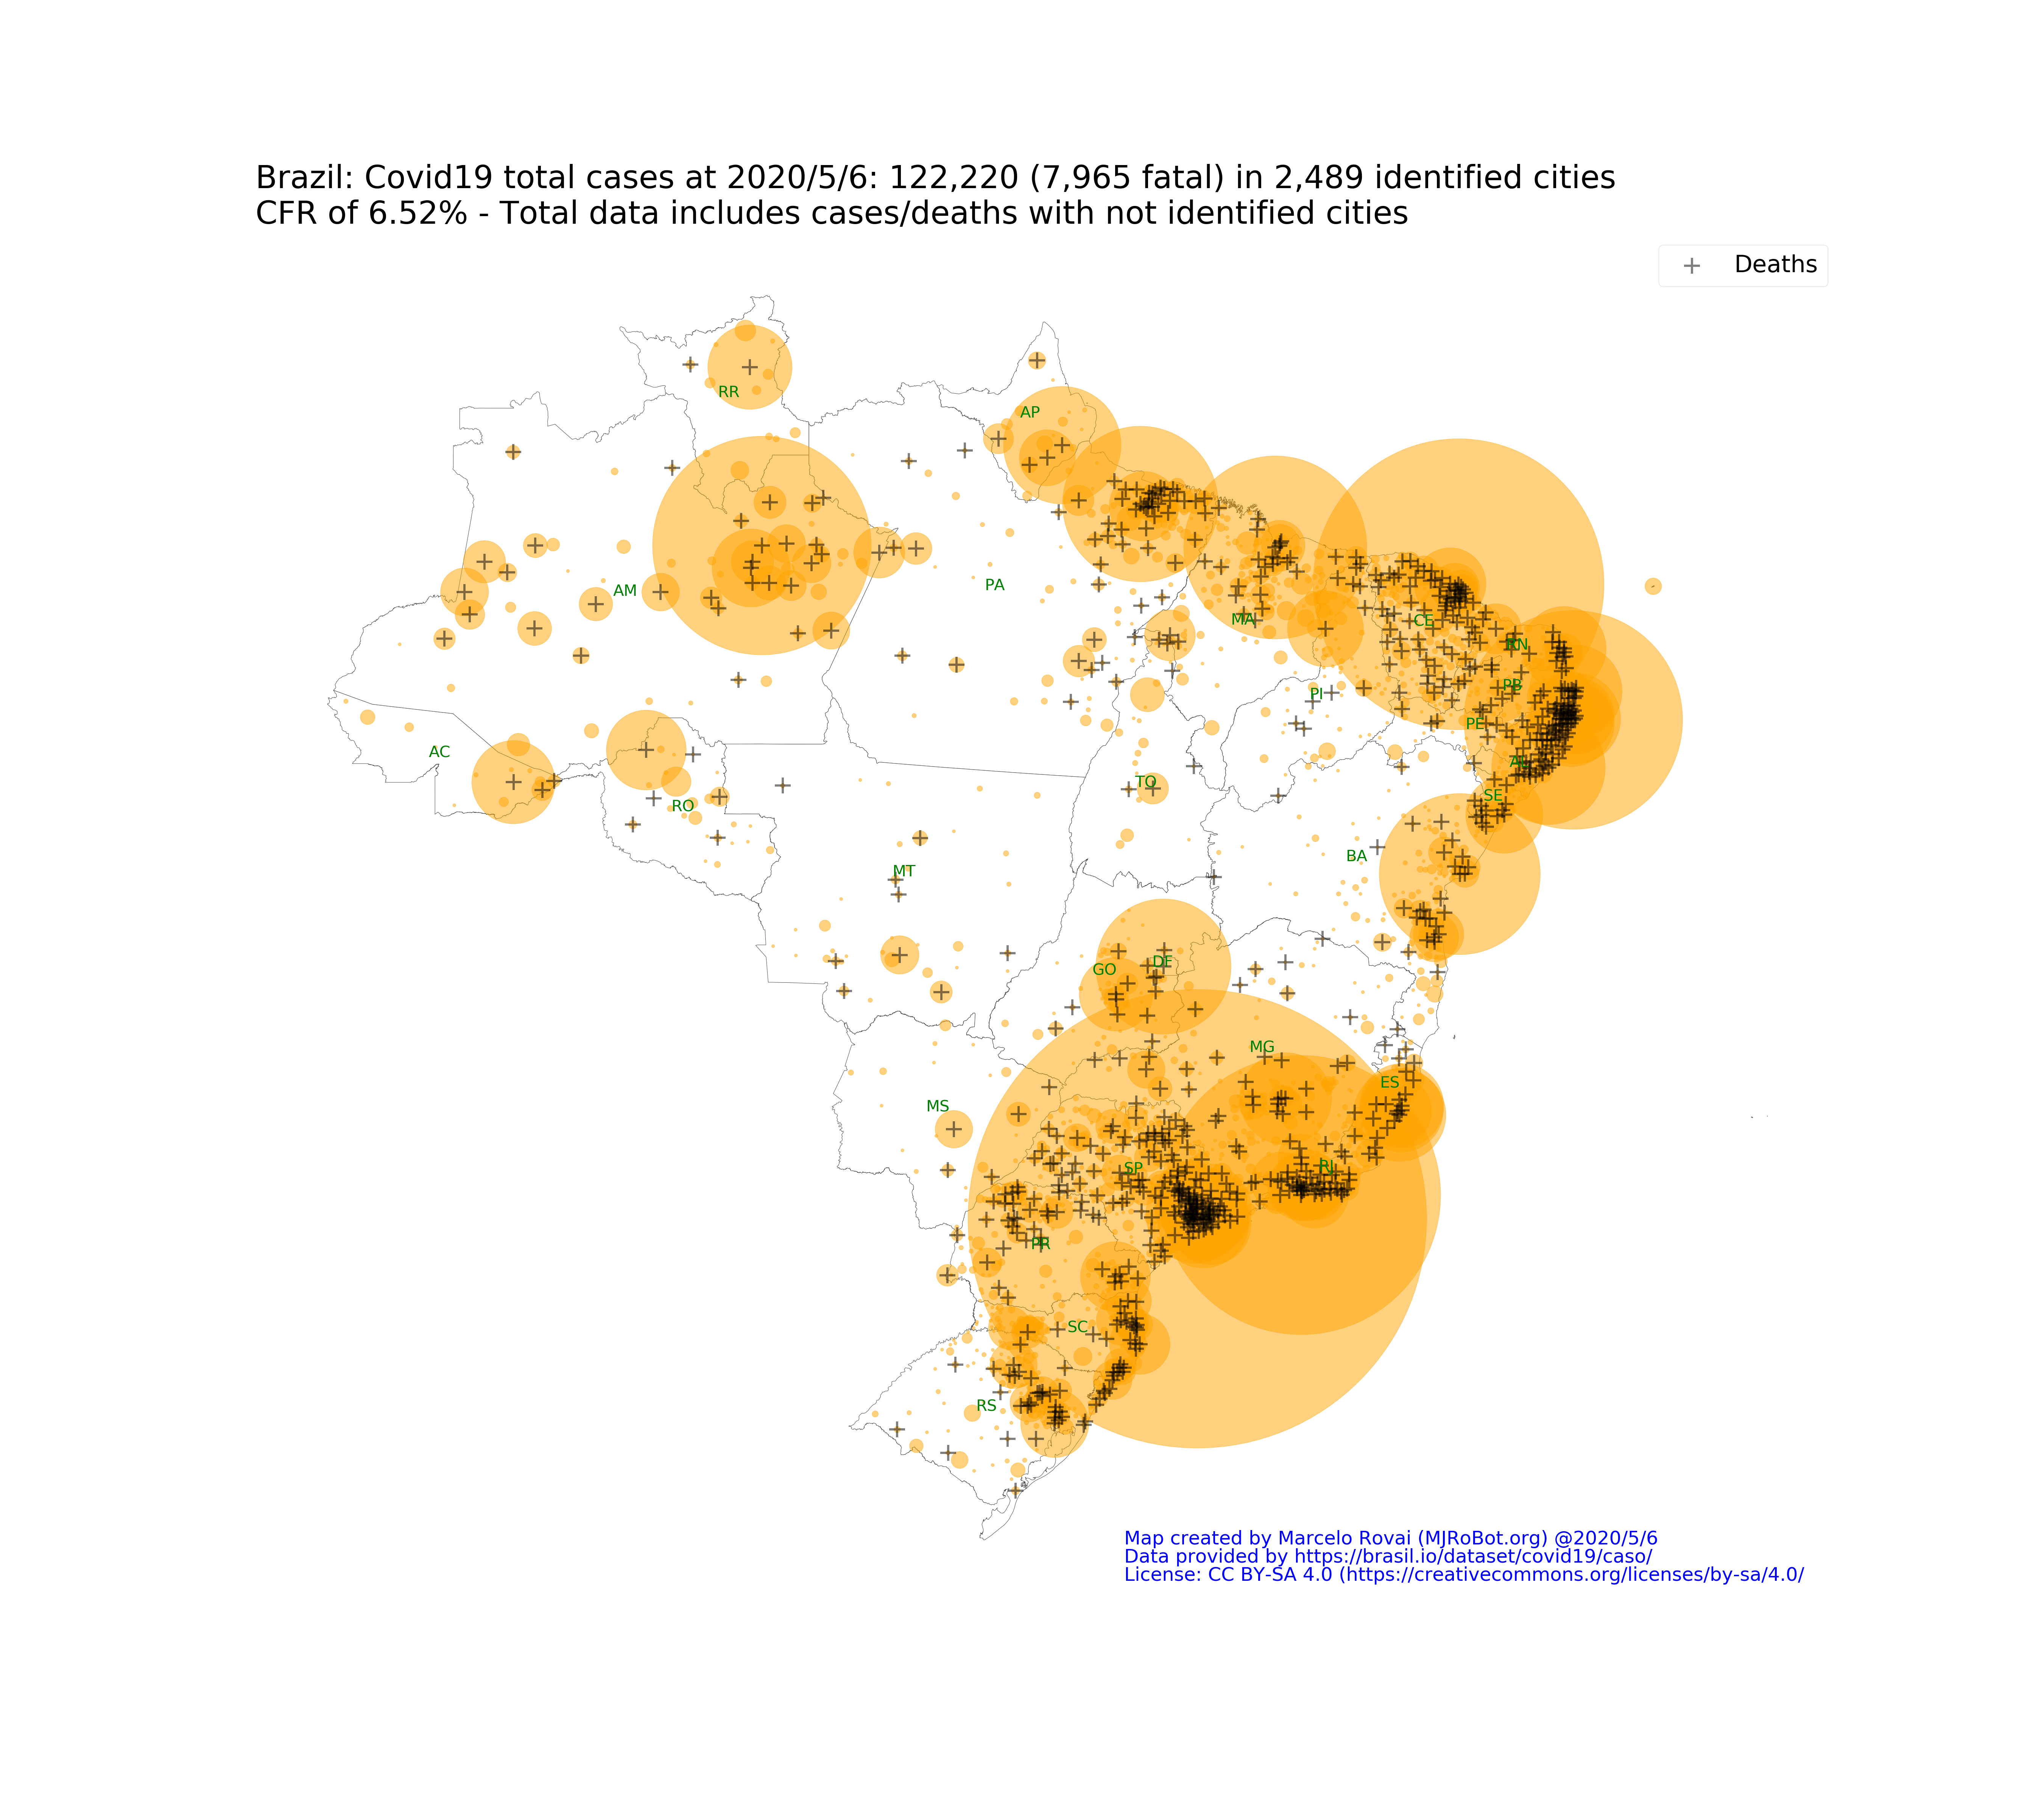 Brazil: Covid19 total cases at 2020/5/6: 122,220 (7,965 fatal) in 2,489 identified cities
CFR of 6.52% - Total data includes cases/deaths with not identified cities
Deaths
RR
AP
AM
PA
MA
CE
RN
PI
PB
PE
AC
AL
TO
SE
RO
BA
MT
DF
GO
MG
ES
MS
RJ
SP
PR
SC
RS
Map created by Marcelo Rovai (MJRoBot.org) @2020/5/6
Data provided by https://brasil.io/dataset/covid19/caso/
License: CC BY-SA 4.0 (https://creativecommons.org/licenses/by-sa/4.0/